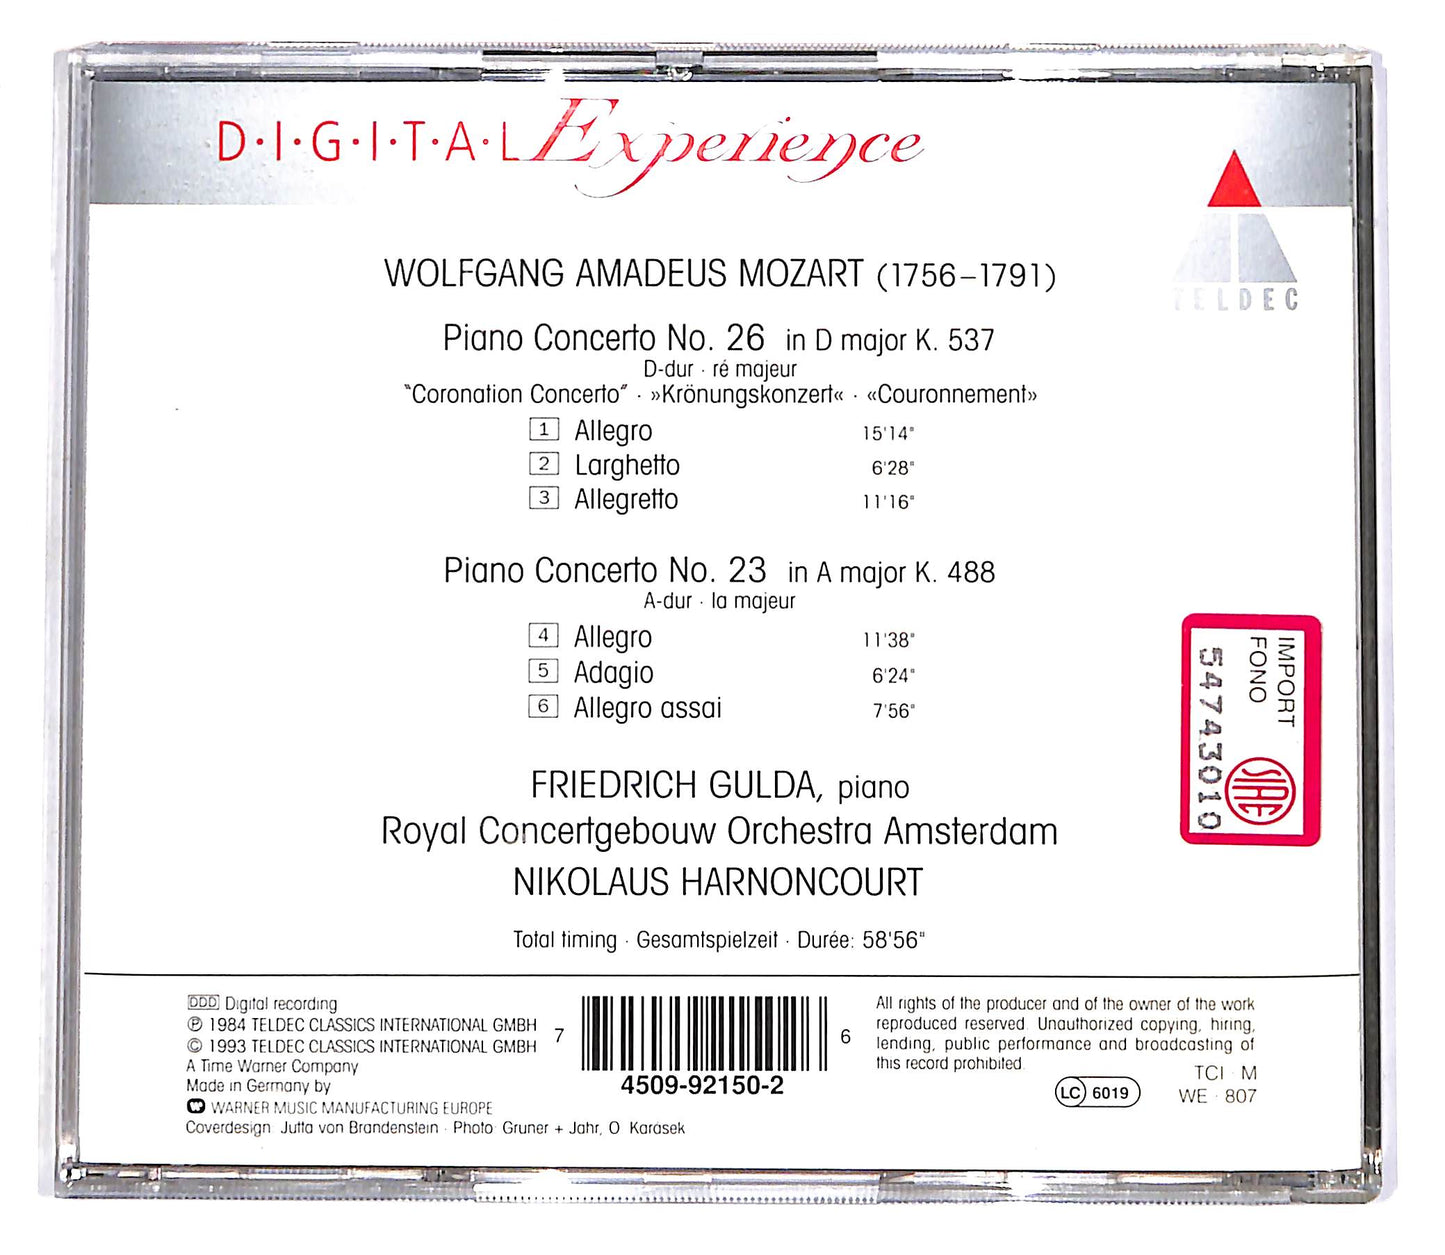 D·I·G·I·T·A·L Experience
TELDEC
WOLFGANG AMADEUS MOZART (1756–1791)
Piano Concerto No. 26 in D major K. 537
D-dur · ré majeur
"Coronation Concerto" · »Krönungskonzert« · «Couronnement»
1 Allegro 15'14"
2 Larghetto 6'28"
3 Allegretto 11'16"
Piano Concerto No. 23 in A major K. 488
A-dur · la majeur
4 Allegro 11'38"
5 Adagio 6'24"
6 Allegro assai 7'56"
FRIEDRICH GULDA, piano
Royal Concertgebouw Orchestra Amsterdam
NIKOLAUS HARNONCOURT
Total timing · Gesamtspielzeit · Durée: 58'56"
IMPORT
FONO
54743010
SIAE
DDD Digital recording
℗ 1984 TELDEC CLASSICS INTERNATIONAL GMBH
© 1993 TELDEC CLASSICS INTERNATIONAL GMBH
A Time Warner Company
Made in Germany by
WARNER MUSIC MANUFACTURING EUROPE
Coverdesign: Jutta von Brandenstein · Photo: Gruner + Jahr, O. Karasek
7 6
4509-92150-2
All rights of the producer and of the owner of the work
reproduced reserved. Unauthorized copying, hiring,
lending, public performance and broadcasting of
this record prohibited.
TCI · M
LC 6019
WE · 807